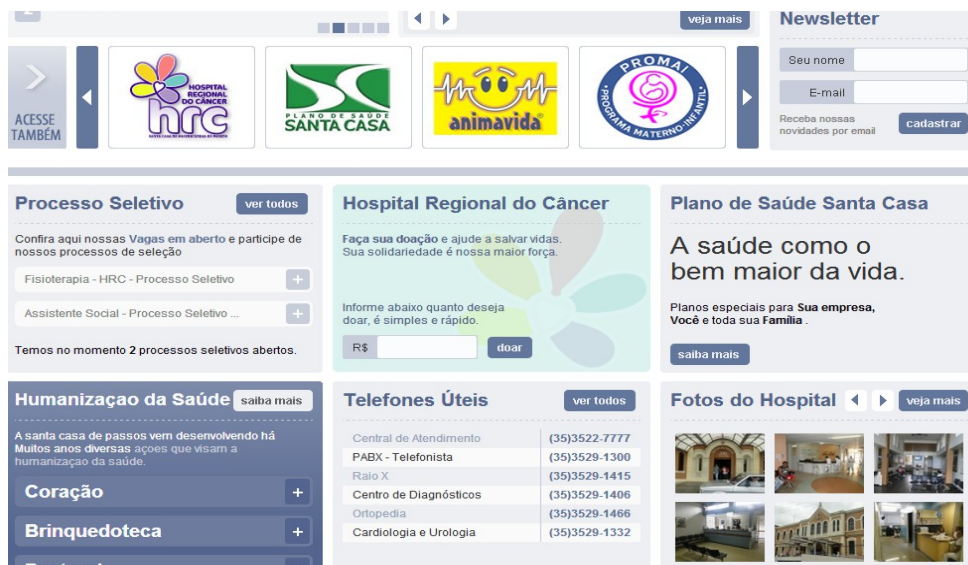 2
veja mais
Newsletter
Seu nome
E-mail
Receba nossas
novidades por email
cadastrar
ACESSE
TAMBÉM
HOSPITAL
REGIONAL
DO CÂNCER
hrc
PLANO DE SAÚDE
SANTA CASA
animavida
PROMAI
PROGRAMA MATERNO-INFANTIL
Processo Seletivo
ver todos
Confira aqui nossas Vagas em aberto e participe de
nossos processos de seleção
Fisioterapia - HRC - Processo Seletivo
+
Assistente Social - Processo Seletivo ...
+
Temos no momento 2 processos seletivos abertos.
Hospital Regional do Câncer
Faça sua doação e ajude a salvar vidas.
Sua solidariedade é nossa maior força.
Informe abaixo quanto deseja
doar, é simples e rápido.
R$
doar
Plano de Saúde Santa Casa
A saúde como o
bem maior da vida.
Planos especiais para Sua empresa,
Você e toda sua Família .
saiba mais
Humanizaçao da Saúde
saiba mais
A santa casa de passos vem desenvolvendo há
Muitos anos diversas açoes que visam a
humanizaçao da saúde.
Coração
+
Brinquedoteca
+
Telefones Úteis
ver todos
Central de Atendimento (35)3522-7777
PABX - Telefonista (35)3529-1300
Raio X (35)3529-1415
Centro de Diagnósticos (35)3529-1406
Ortopedia (35)3529-1466
Cardiologia e Urologia (35)3529-1332
Fotos do Hospital
veja mais